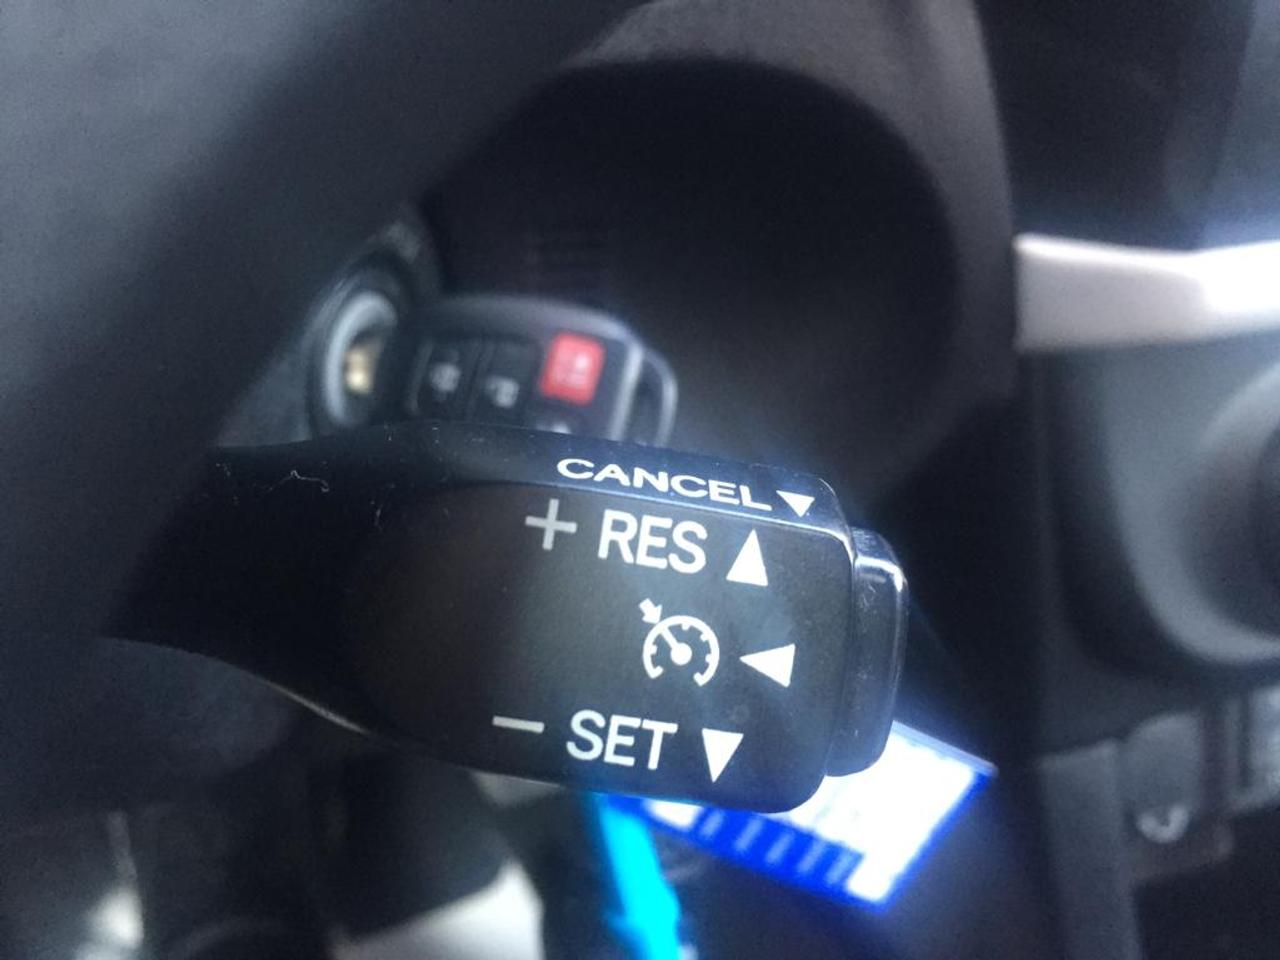 CANCEL ▼
+ RES ▲
◀
− SET ▼